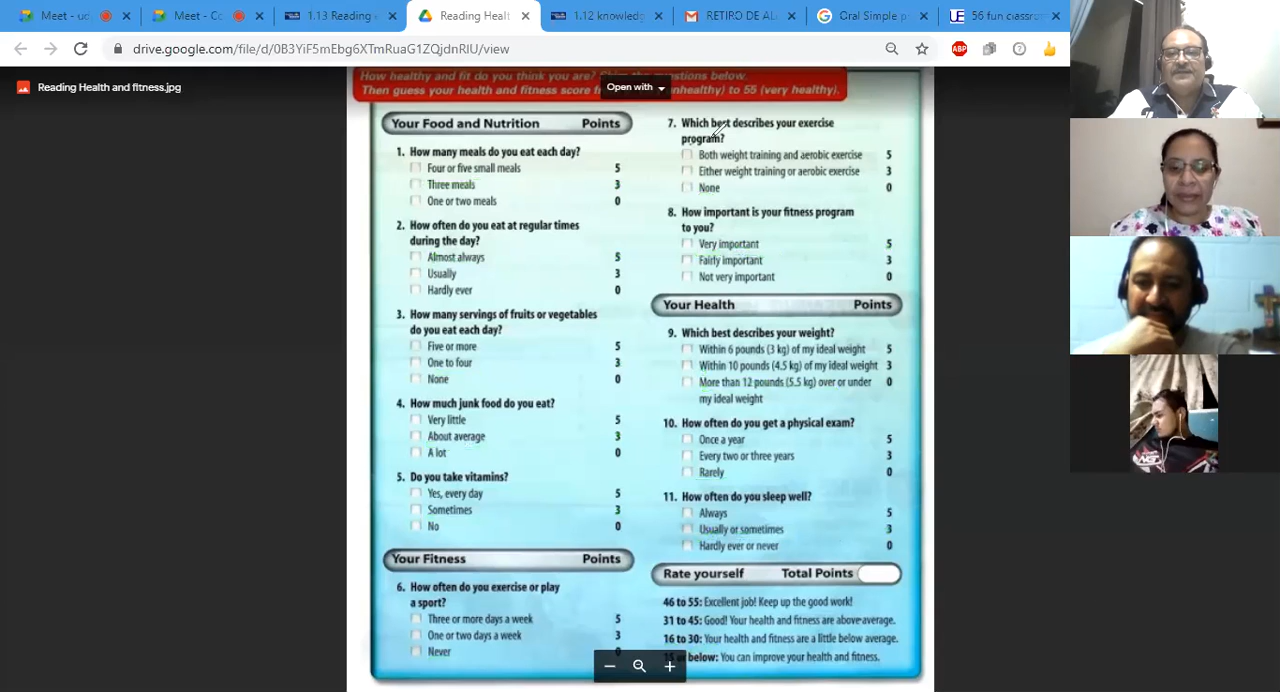 Meet - ud
Meet - Co
1.13 Reading
Reading Healt
1.12 knowledg
RETIRO DE AL
Oral Simple p
56 fun classro
drive.google.com/file/d/0B3YiF5mEbg6XTmRuaG1ZQjdnRlU/view
ABP
Reading Health and fitness.jpg
Open with
How healthy and fit do you think you are? Skim the questions below.
Then guess your health and fitness score healthy) to 55 (very healthy).
Your Food and Nutrition Points
1. How many meals do you eat each day?
Four or five small meals 5
Three meals 3
One or two meals 0
2. How often do you eat at regular times
during the day?
Almost always 5
Usually 3
Hardly ever 0
3. How many servings of fruits or vegetables
do you eat each day?
Five or more 5
One to four 3
None 0
4. How much junk food do you eat?
Very little 5
About average 3
A lot 0
5. Do you take vitamins?
Yes, every day 5
Sometimes 3
No 0
Your Fitness Points
6. How often do you exercise or play
a sport?
Three or more days a week 5
One or two days a week 3
Never 0
7. Which best describes your exercise
program?
Both weight training and aerobic exercise 5
Either weight training or aerobic exercise 3
None 0
8. How important is your fitness program
to you?
Very important 5
Fairly important 3
Not very important 0
Your Health Points
9. Which best describes your weight?
Within 6 pounds (3 kg) of my ideal weight 5
Within 10 pounds (4.5 kg) of my ideal weight 3
More than 12 pounds (5.5 kg) over or under 0
my ideal weight
10. How often do you get a physical exam?
Once a year 5
Every two or three years 3
Rarely 0
11. How often do you sleep well?
Always 5
Usually or sometimes 3
Hardly ever or never 0
Rate yourself Total Points
46 to 55: Excellent job! Keep up the good work!
31 to 45: Good! Your health and fitness are above average.
16 to 30: Your health and fitness are a little below average.
below: You can improve your health and fitness.